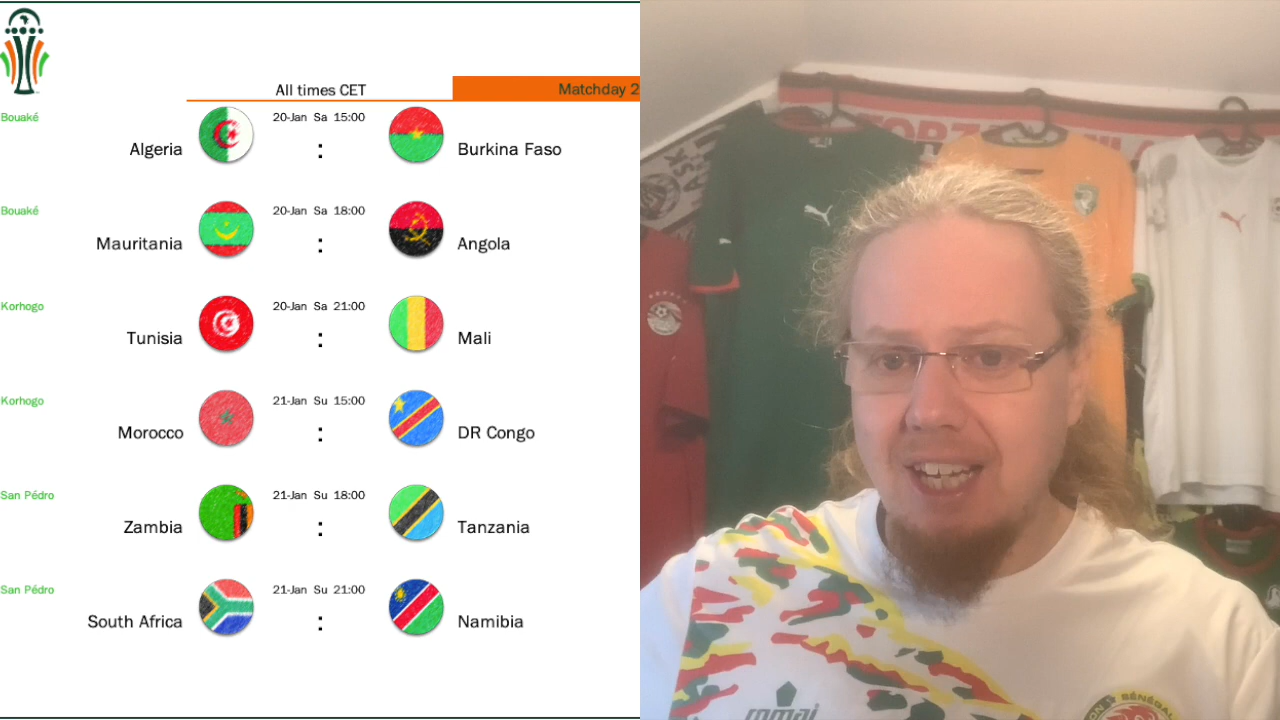 All times CET
Matchday 2
Bouaké
20-Jan Sa 15:00
Algeria : Burkina Faso
Bouaké
20-Jan Sa 18:00
Mauritania : Angola
Korhogo
20-Jan Sa 21:00
Tunisia : Mali
Korhogo
21-Jan Su 15:00
Morocco : DR Congo
San Pédro
21-Jan Su 18:00
Zambia : Tanzania
San Pédro
21-Jan Su 21:00
South Africa : Namibia
ASK
romai
SÉNÉGAL